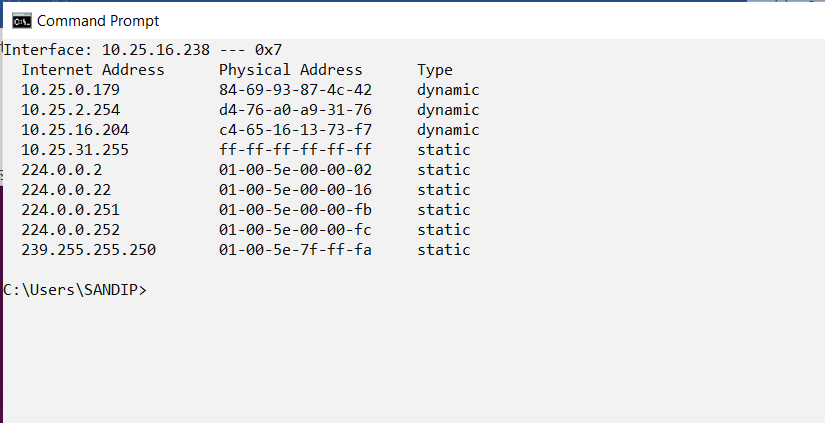 Command Prompt
Interface: 10.25.16.238 --- 0x7
Internet Address Physical Address Type
10.25.0.179 84-69-93-87-4c-42 dynamic
10.25.2.254 d4-76-a0-a9-31-76 dynamic
10.25.16.204 c4-65-16-13-73-f7 dynamic
10.25.31.255 ff-ff-ff-ff-ff-ff static
224.0.0.2 01-00-5e-00-00-02 static
224.0.0.22 01-00-5e-00-00-16 static
224.0.0.251 01-00-5e-00-00-fb static
224.0.0.252 01-00-5e-00-00-fc static
239.255.255.250 01-00-5e-7f-ff-fa static
C:\Users\SANDIP>